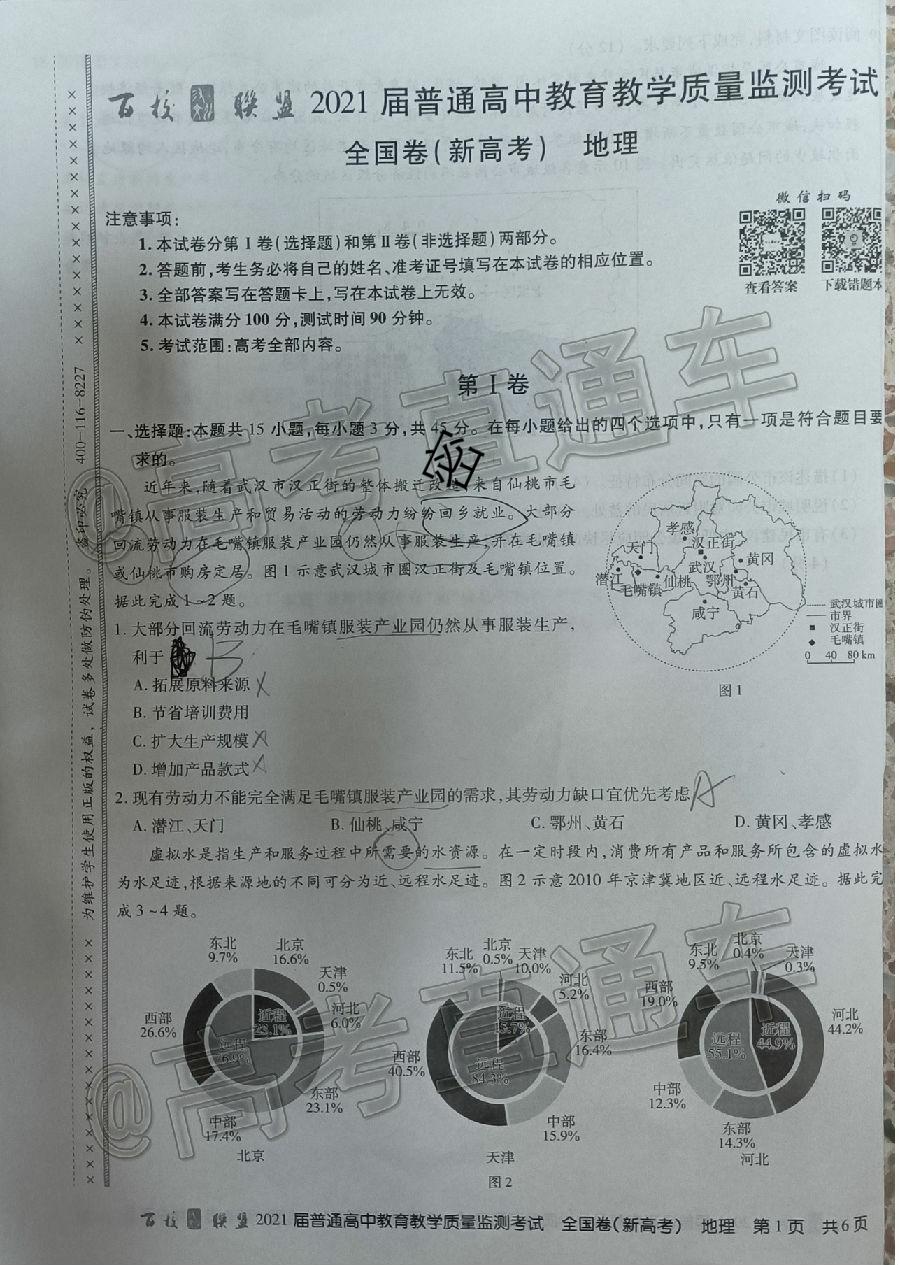 百校联盟 2021 届普通高中教育教学质量监测考试
全国卷(新高考) 地理
微信扫码
查看答案 下载错题本
注意事项:
1. 本试卷分第Ⅰ卷(选择题)和第Ⅱ卷(非选择题)两部分。
2. 答题前,考生务必将自己的姓名、准考证号填写在本试卷的相应位置。
3. 全部答案写在答题卡上,写在本试卷上无效。
4. 本试卷满分 100 分,测试时间 90 分钟。
5. 考试范围:高考全部内容。
第Ⅰ卷
一、选择题:本题共 15 小题,每小题 3 分,共 45 分。在每小题给出的四个选项中,只有一项是符合题目要
求的。
近年来,随着武汉市汉正街的整体搬迁改造,来自仙桃市毛
嘴镇从事服装生产和贸易活动的劳动力纷纷回乡就业。大部分
回流劳动力在毛嘴镇服装产业园仍然从事服装生产,并在毛嘴镇
或仙桃市购房定居。图 1 示意武汉城市圈汉正街及毛嘴镇位置。
据此完成 1~2 题。
孝感
汉正街
天门
武汉
黄冈
潜江
毛嘴镇
仙桃
鄂州
黄石
咸宁
武汉城市圈
市界
汉正街
毛嘴镇
0 40 80 km
图 1
1. 大部分回流劳动力在毛嘴镇服装产业园仍然从事服装生产,
利于
B
A. 拓展原料来源
B. 节省培训费用
C. 扩大生产规模
D. 增加产品款式
2. 现有劳动力不能完全满足毛嘴镇服装产业园的需求,其劳动力缺口宜优先考虑
A
A. 潜江、天门 B. 仙桃、咸宁 C. 鄂州、黄石 D. 黄冈、孝感
虚拟水是指生产和服务过程中所需要的水资源。在一定时段内,消费所有产品和服务所包含的虚拟水
为水足迹,根据来源地的不同可分为近、远程水足迹。图 2 示意 2010 年京津冀地区近、远程水足迹。据此完
成 3~4 题。
东北 9.7%
北京 16.6%
天津 0.5%
河北 6.0%
东部 23.1%
中部 17.4%
西部 26.6%
近程 23.1%
远程
北京
东北 11.5%
北京 0.5%
天津 10.0%
河北 5.2%
东部 16.4%
中部 15.9%
西部 40.5%
远程 84.3%
天津
东北 9.5%
北京 0.4%
天津 0.3%
河北 44.2%
东部 14.3%
中部 12.3%
西部 19.0%
近程 44.9%
远程 55.1%
河北
图 2
百校联盟 2021 届普通高中教育教学质量监测考试 全国卷(新高考) 地理 第 1 页 共 6 页
为维护学生使用正版的权益,试卷多处做防伪处理。 400-116-8227
@高考直通车
@高考直通车